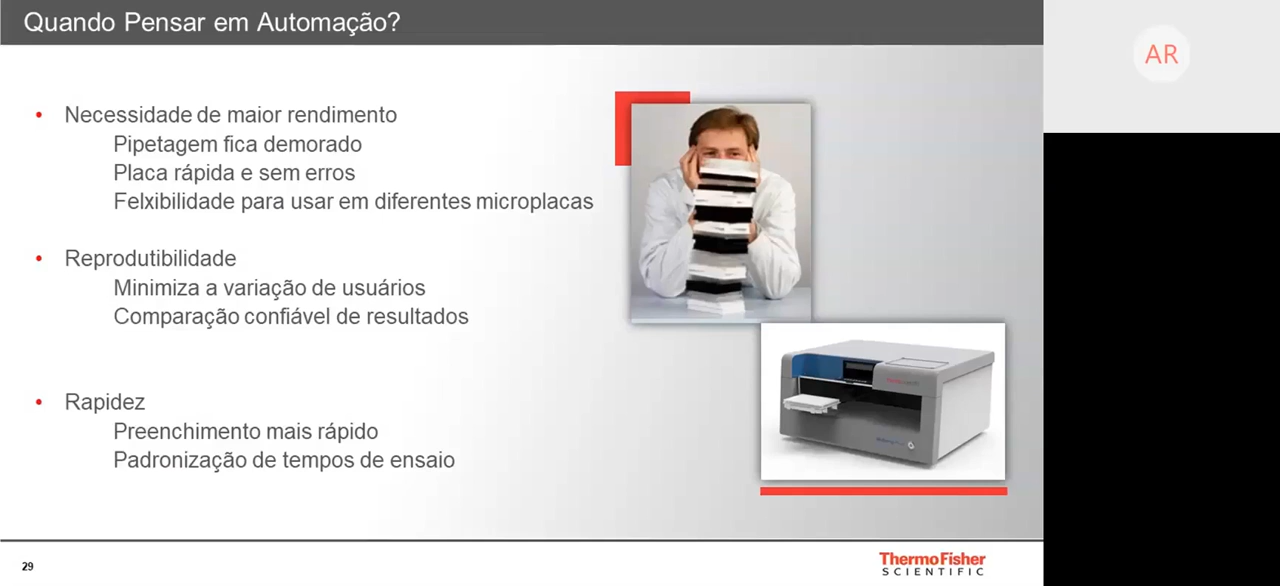 Quando Pensar em Automação?
AR
• Necessidade de maior rendimento
Pipetagem fica demorado
Placa rápida e sem erros
Felxibilidade para usar em diferentes microplacas
• Reprodutibilidade
Minimiza a variação de usuários
Comparação confiável de resultados
• Rapidez
Preenchimento mais rápido
Padronização de tempos de ensaio
29
ThermoFisher
SCIENTIFIC